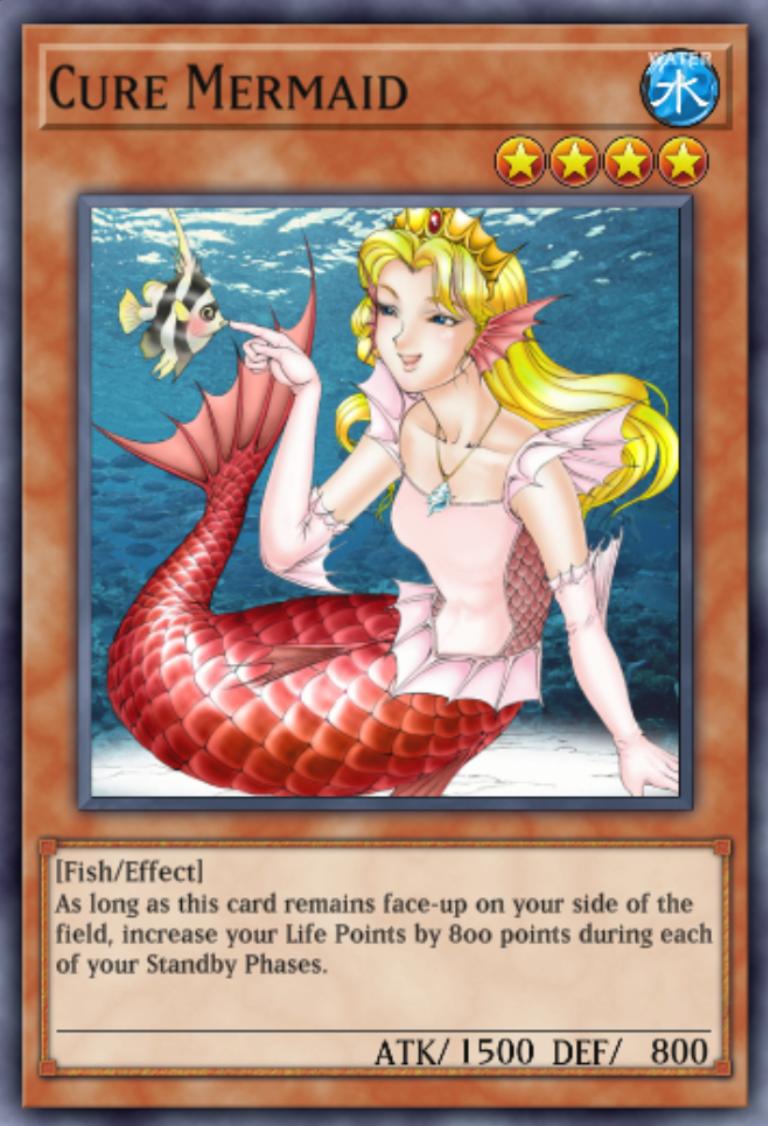 Cure Mermaid
WATER
水
[Fish/Effect]
As long as this card remains face-up on your side of the
field, increase your Life Points by 800 points during each
of your Standby Phases.
ATK/ 1500 DEF/ 800